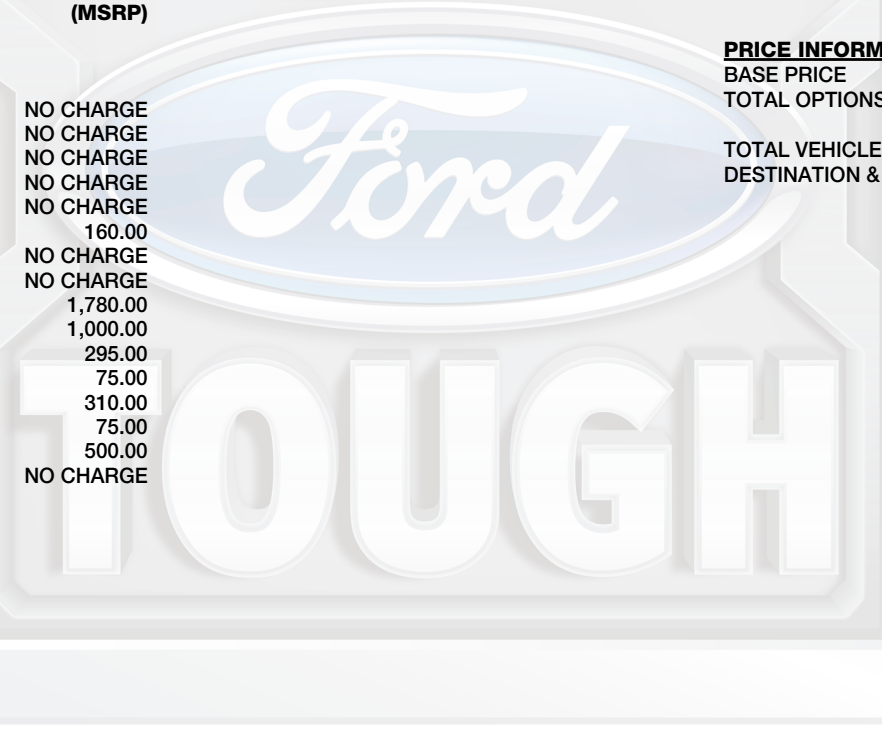 (MSRP)
NO CHARGE
NO CHARGE
NO CHARGE
NO CHARGE
NO CHARGE
160.00
NO CHARGE
NO CHARGE
1,780.00
1,000.00
295.00
75.00
310.00
75.00
500.00
NO CHARGE
PRICE INFORM
BASE PRICE
TOTAL OPTIONS
TOTAL VEHICLE
DESTINATION &
Ford
TOUGH